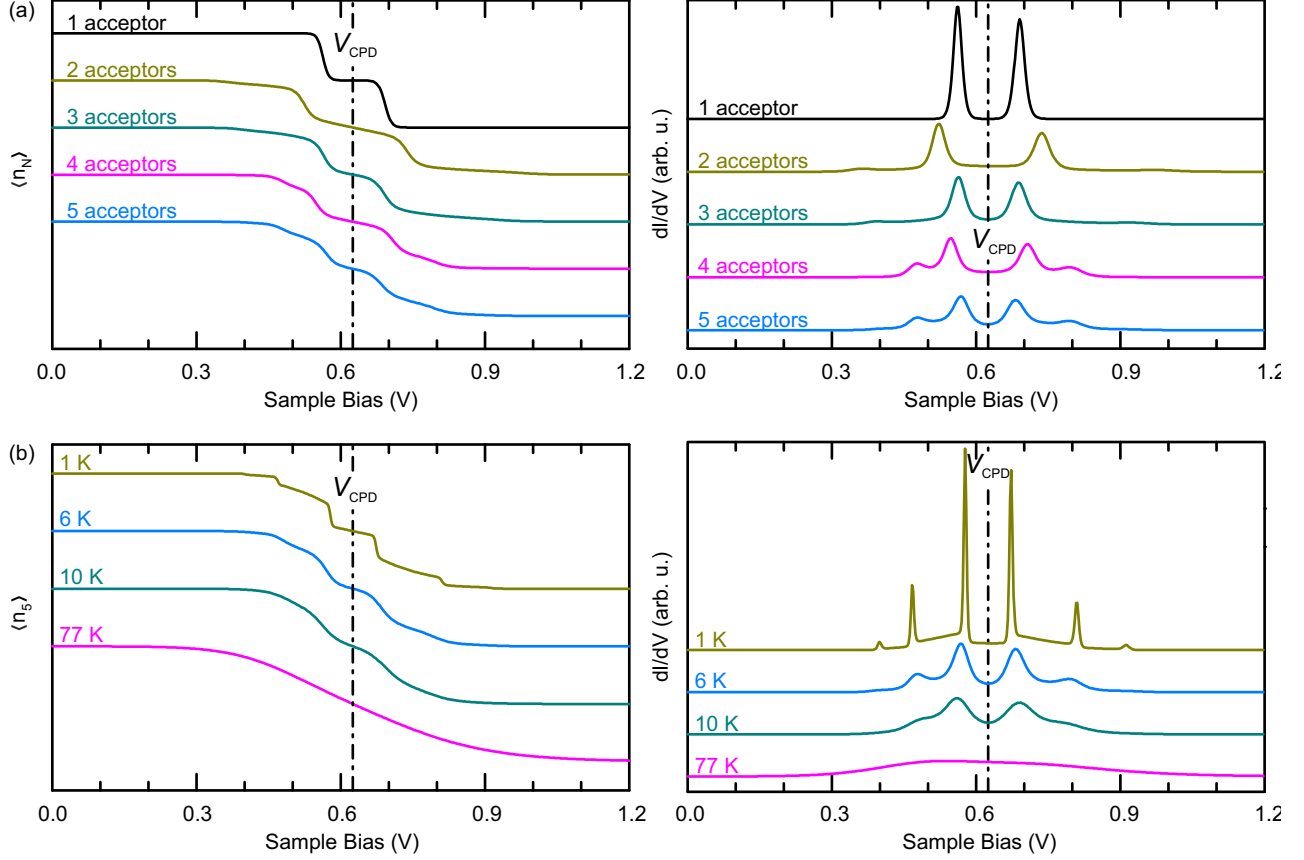 (a)
1 acceptor
V_CPD
2 acceptors
3 acceptors
4 acceptors
5 acceptors
⟨n_N⟩
0.0 0.3 0.6 0.9 1.2
Sample Bias (V)
1 acceptor
2 acceptors
3 acceptors
V_CPD
4 acceptors
5 acceptors
dI/dV (arb. u.)
0.0 0.3 0.6 0.9 1.2
Sample Bias (V)
(b)
1 K
V_CPD
6 K
10 K
77 K
⟨n_5⟩
0.0 0.3 0.6 0.9 1.2
Sample Bias (V)
V_CPD
1 K
6 K
10 K
77 K
dI/dV (arb. u.)
0.0 0.3 0.6 0.9 1.2
Sample Bias (V)